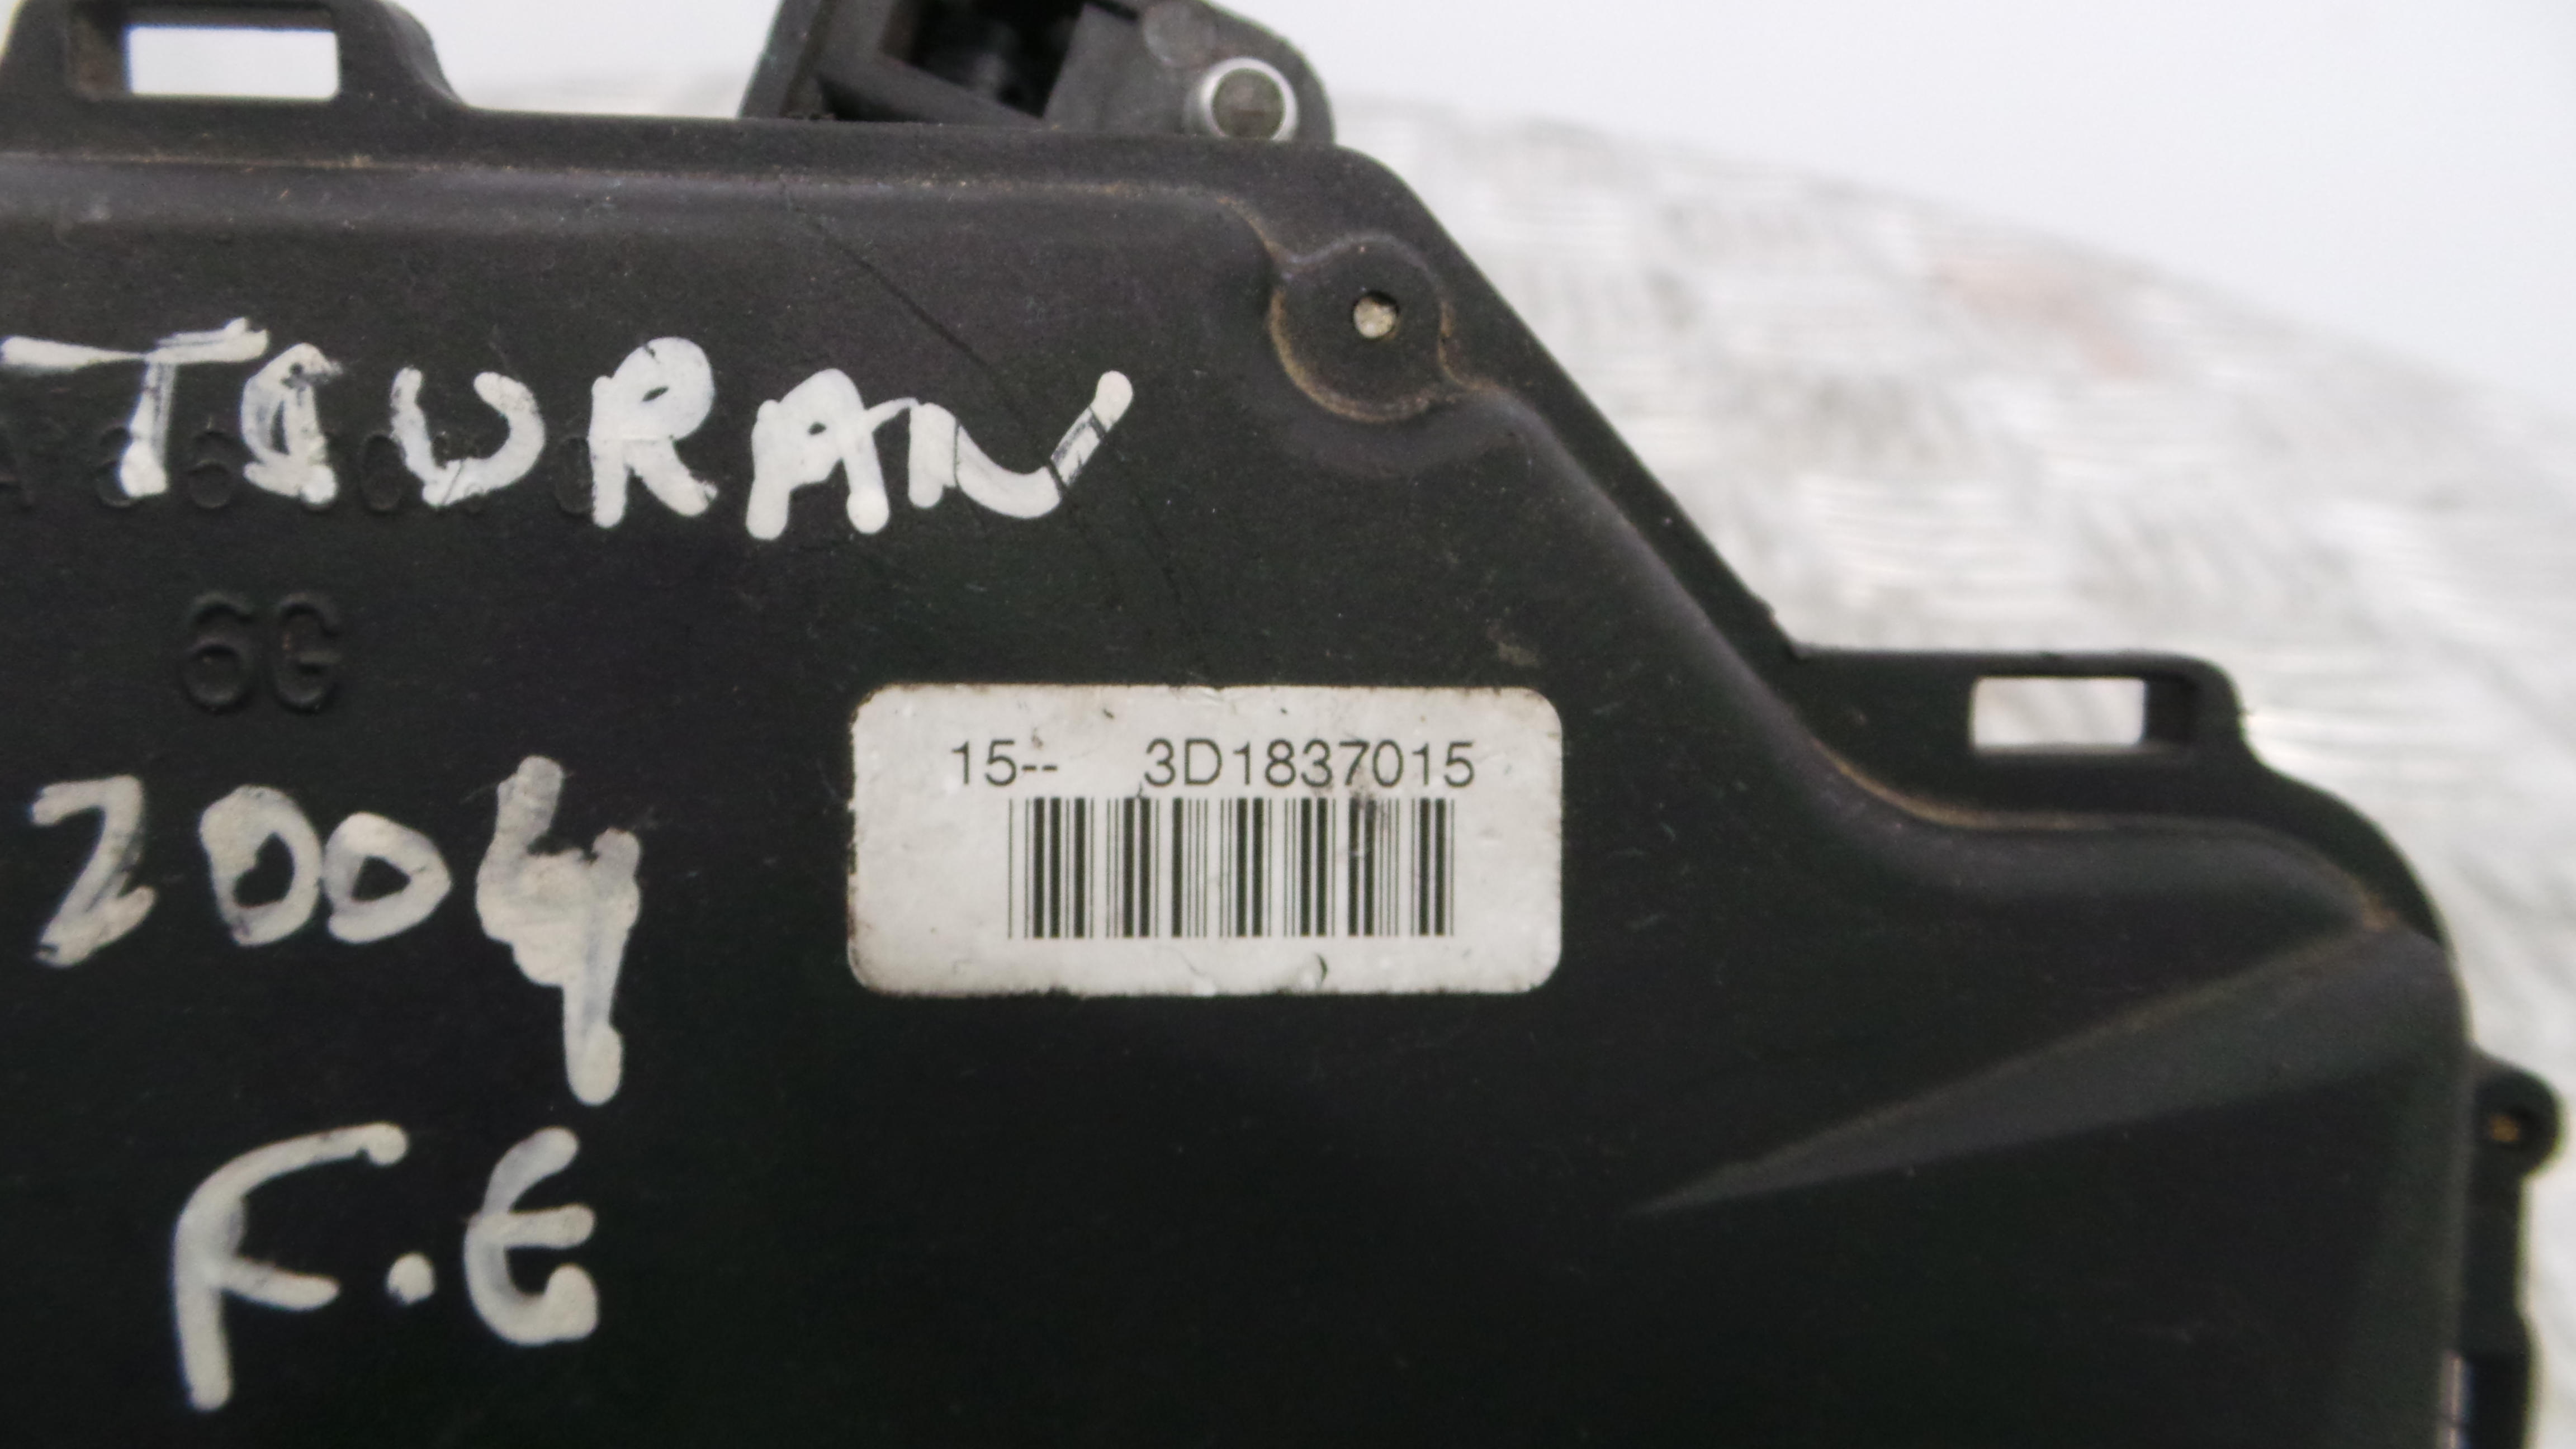 TOURAN
6G
15-- 3D1837015
2004
F.E